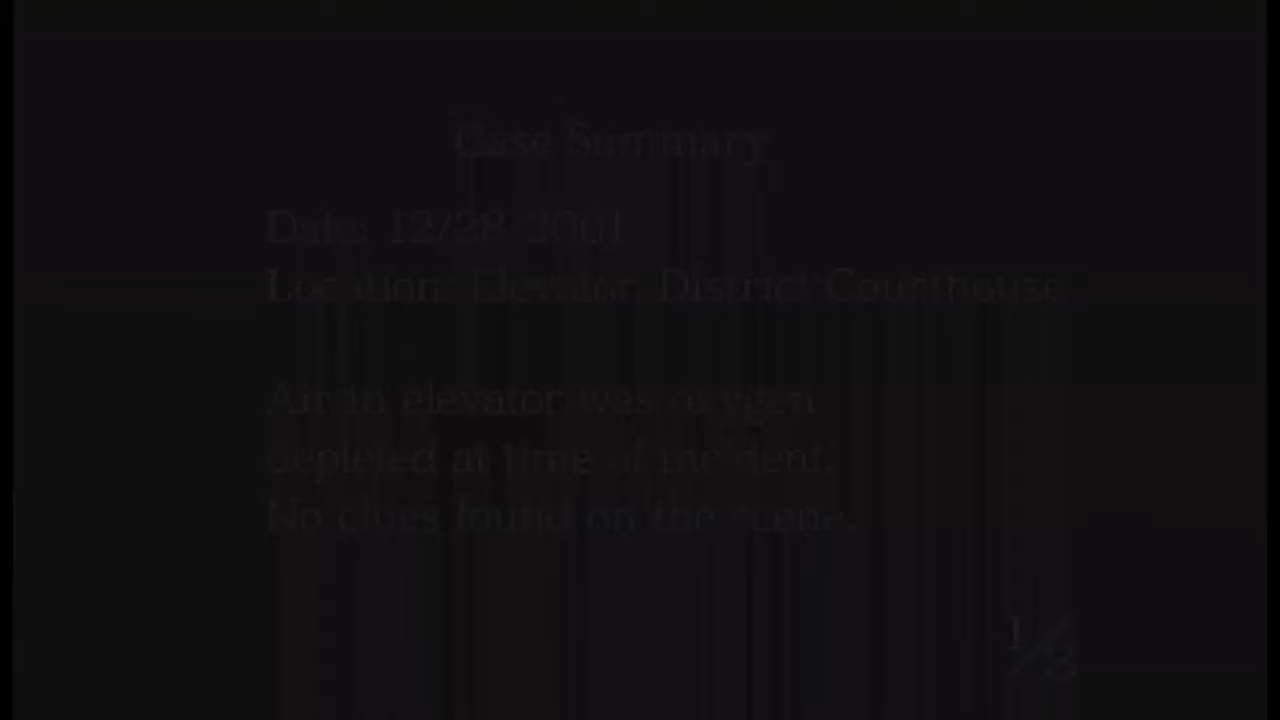 Case Summary
Date: 12/28/2001
Location: Elevator, District Courthouse
Air in elevator was oxygen
depleted at time of incident.
No clues found on the scene.
1/3